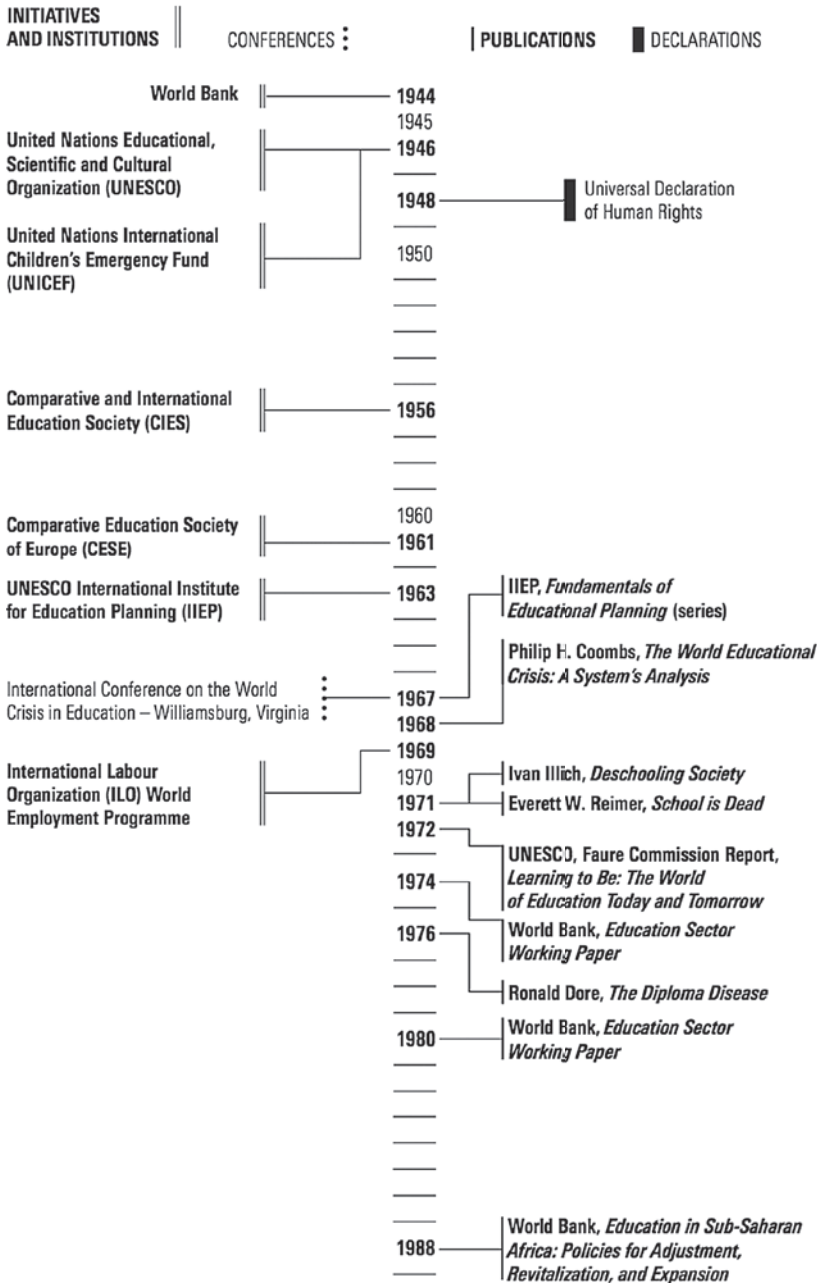 INITIATIVES
AND INSTITUTIONS
CONFERENCES
PUBLICATIONS
DECLARATIONS
World Bank
1944
1945
United Nations Educational,
Scientific and Cultural
Organization (UNESCO)
1946
1948
Universal Declaration
of Human Rights
United Nations International
Children's Emergency Fund
(UNICEF)
1950
Comparative and International
Education Society (CIES)
1956
1960
Comparative Education Society
of Europe (CESE)
1961
UNESCO International Institute
for Education Planning (IIEP)
1963
IIEP, Fundamentals of
Educational Planning (series)
Philip H. Coombs, The World Educational
Crisis: A System's Analysis
International Conference on the World
Crisis in Education – Williamsburg, Virginia
1967
1968
1969
International Labour
Organization (ILO) World
Employment Programme
1970
1971
Ivan Illich, Deschooling Society
Everett W. Reimer, School is Dead
1972
UNESCO, Faure Commission Report,
Learning to Be: The World
of Education Today and Tomorrow
1974
World Bank, Education Sector
Working Paper
1976
Ronald Dore, The Diploma Disease
1980
World Bank, Education Sector
Working Paper
1988
World Bank, Education in Sub-Saharan
Africa: Policies for Adjustment,
Revitalization, and Expansion